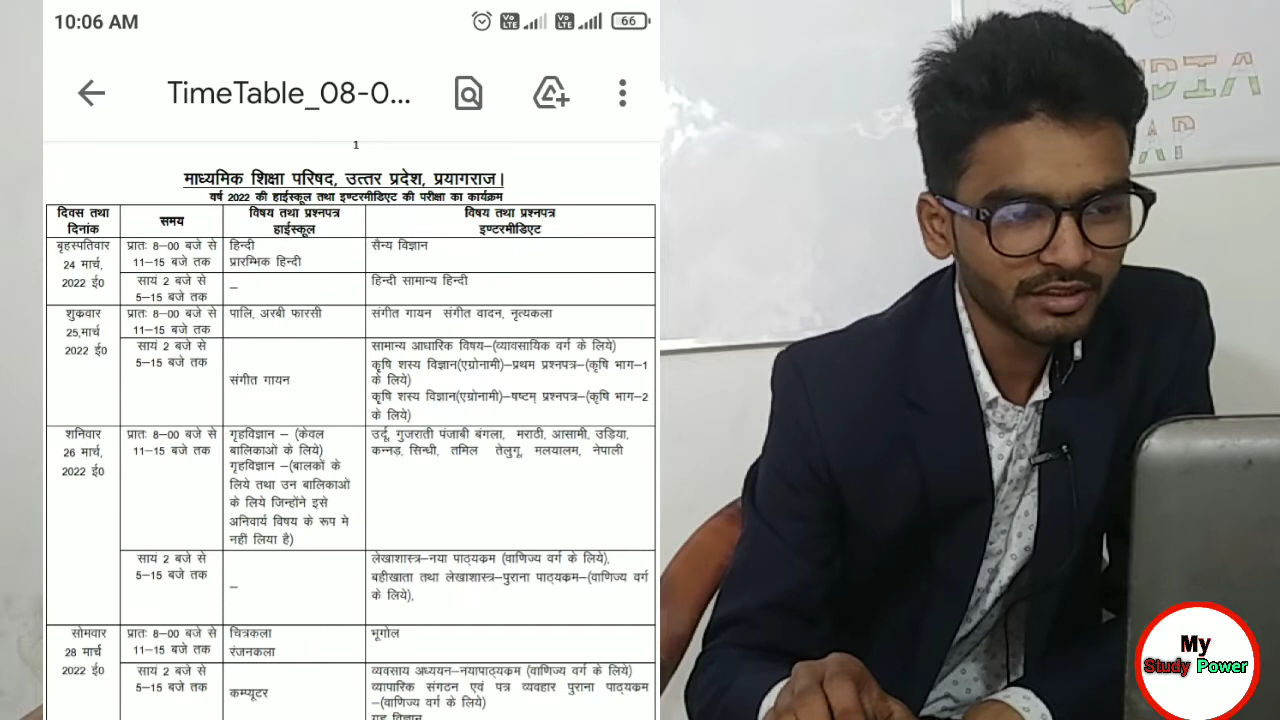 10:06 AM
Vo LTE
Vo LTE
66
TimeTable_08-0...
1
माध्यमिक शिक्षा परिषद, उत्तर प्रदेश, प्रयागराज।
वर्ष 2022 की हाईस्कूल तथा इण्टरमीडिएट की परीक्षा का कार्यक्रम
दिवस तथा दिनांक
समय
विषय तथा प्रश्नपत्र हाईस्कूल
विषय तथा प्रश्नपत्र इण्टरमीडिएट
बृहस्पतिवार
24 मार्च,
2022 ई0
प्रातः 8–00 बजे से
11–15 बजे तक
हिन्दी
प्रारम्भिक हिन्दी
सैन्य विज्ञान
सायं 2 बजे से
5–15 बजे तक
–
हिन्दी सामान्य हिन्दी
शुक्रवार
25,मार्च
2022 ई0
प्रातः 8–00 बजे से
11–15 बजे तक
पालि, अरबी फारसी
संगीत गायन संगीत वादन, नृत्यकला
सायं 2 बजे से
5–15 बजे तक
संगीत गायन
सामान्य आधारिक विषय–(व्यावसायिक वर्ग के लिये)
कृषि शस्य विज्ञान(एग्रोनामी)–प्रथम प्रश्नपत्र–(कृषि भाग–1
के लिये)
कृषि शस्य विज्ञान(एग्रोनामी)–षष्टम् प्रश्नपत्र–(कृषि भाग–2
के लिये)
शनिवार
26 मार्च,
2022 ई0
प्रातः 8–00 बजे से
11–15 बजे तक
गृहविज्ञान – (केवल
बालिकाओं के लिये)
गृहविज्ञान –(बालकों के
लिये तथा उन बालिकाओं
के लिये जिन्होंने इसे
अनिवार्य विषय के रूप मे
नहीं लिया है)
उर्दू, गुजराती पंजाबी बंगला, मराठी, आसामी, उड़िया,
कन्नड़, सिन्धी, तमिल तेलुगू, मलयालम, नेपाली
सायं 2 बजे से
5–15 बजे तक
–
लेखाशास्त्र–नया पाठ्यक्रम (वाणिज्य वर्ग के लिये),
बहीखाता तथा लेखाशास्त्र–पुराना पाठ्यक्रम–(वाणिज्य वर्ग
के लिये),
सोमवार
28 मार्च
2022 ई0
प्रातः 8–00 बजे से
11–15 बजे तक
चित्रकला
रंजनकला
भूगोल
सायं 2 बजे से
5–15 बजे तक
कम्प्यूटर
व्यवसाय अध्ययन–नयापाठ्यक्रम (वाणिज्य वर्ग के लिये)
व्यापारिक संगठन एवं पत्र व्यवहार पुराना पाठ्यक्रम
–(वाणिज्य वर्ग के लिये)
गृह विज्ञान
My
Study Power